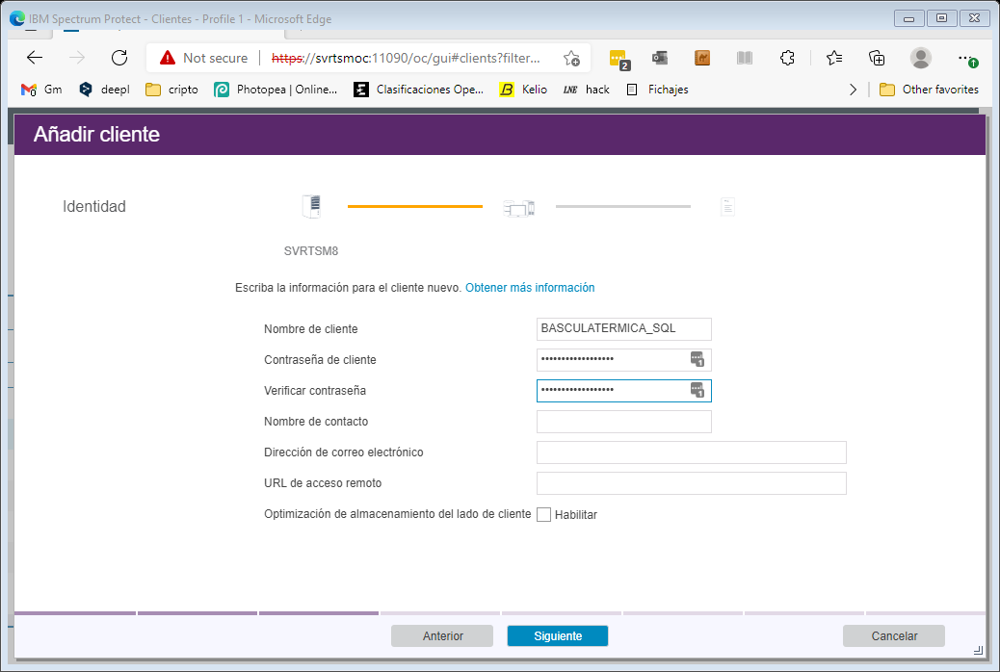 IBM Spectrum Protect - Clientes - Profile 1 - Microsoft Edge
Not secure https://svrtsmoc:11090/oc/gui#clients?filter...
2
Gm deepl cripto Photopea | Online... E Clasificaciones Ope... B Kelio LNE hack Fichajes Other favorites
Añadir cliente
Identidad
SVRTSM8
Escriba la información para el cliente nuevo. Obtener más información
Nombre de cliente BASCULATERMICA_SQL
Contraseña de cliente •••••••••••••••••• 1
Verificar contraseña •••••••••••••••••• 1
Nombre de contacto
Dirección de correo electrónico
URL de acceso remoto
Optimización de almacenamiento del lado de cliente Habilitar
Anterior Siguiente Cancelar